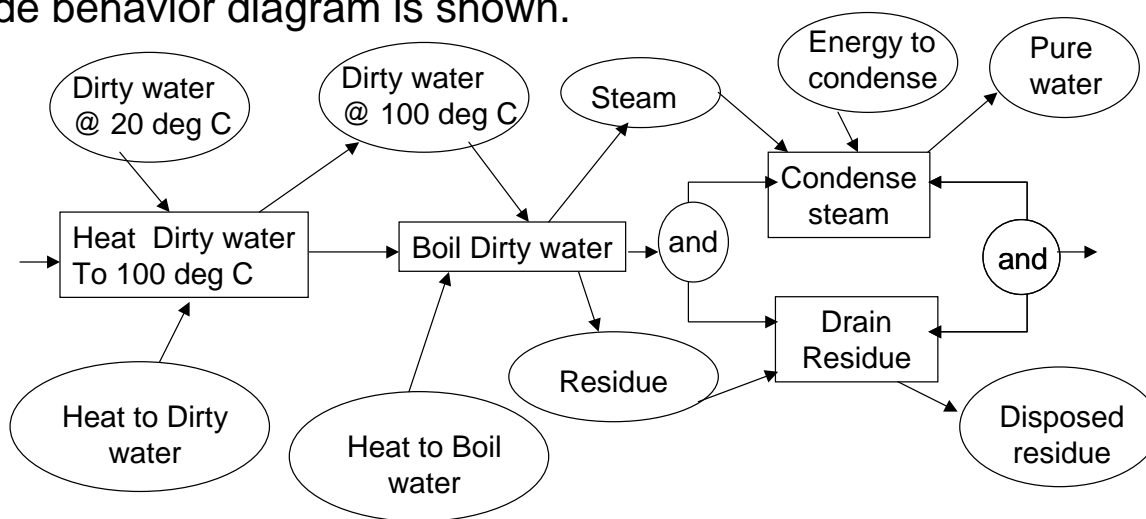 de behavior diagram is shown.
Dirty water
@ 20 deg C
Dirty water
@ 100 deg C
Steam
Energy to
condense
Pure
water
Heat Dirty water
To 100 deg C
Boil Dirty water
and
Condense
steam
and
Drain
Residue
Heat to Dirty
water
Heat to Boil
water
Residue
Disposed
residue